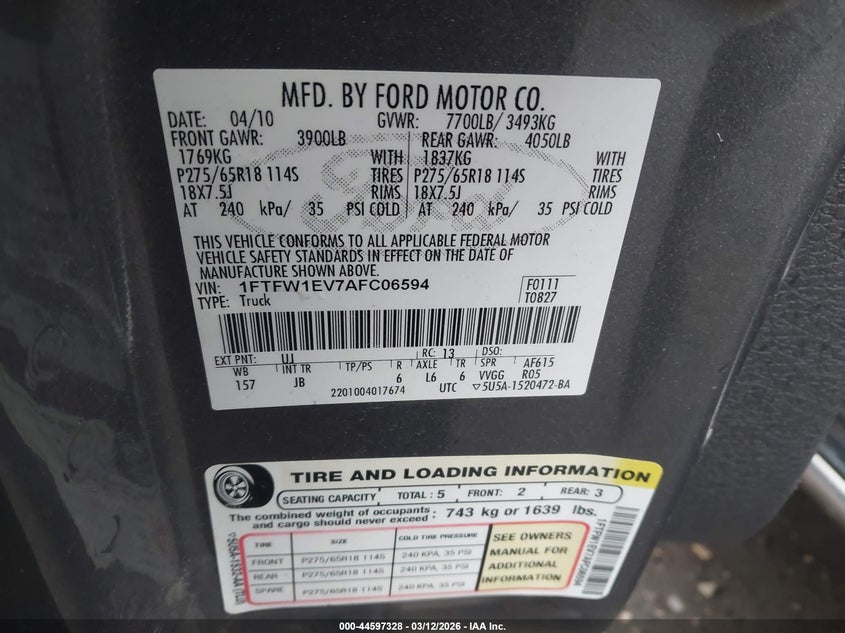 MFD. BY FORD MOTOR CO.
DATE: 04/10 GVWR: 7700LB/ 3493KG
FRONT GAWR: 3900LB REAR GAWR: 4050LB
1769KG WITH 1837KG WITH
P275/65R18 114S TIRES P275/65R18 114S TIRES
18X7.5J RIMS 18X7.5J RIMS
AT 240 kPa/ 35 PSI COLD AT 240 kPa/ 35 PSI COLD
THIS VEHICLE CONFORMS TO ALL APPLICABLE FEDERAL MOTOR
VEHICLE SAFETY STANDARDS IN EFFECT ON THE DATE OF
MANUFACTURE SHOWN ABOVE.
VIN: 1FTFW1EV7AFC06594 F0111
TYPE: Truck T0827
EXT PNT: UJ RC: 13 DSO:
WB INT TR TP/PS R AXLE TR SPR AF615
157 JB 6 L6 6 VVGG R05
2201004017674 UTC ▽5U5A-1520472-BA
TIRE AND LOADING INFORMATION
SEATING CAPACITY TOTAL : 5 FRONT: 2 REAR: 3
The combined weight of occupants and cargo should never exceed : 743 kg or 1639 lbs.
TIRE SIZE COLD TIRE PRESSURE
FRONT P275/65R18 114S 240 KPA, 35 PSI
REAR P275/65R18 114S 240 KPA, 35 PSI
SPARE P275/65R18 114S 240 KPA, 35 PSI
SEE OWNERS
MANUAL FOR
ADDITIONAL
INFORMATION
1FTFW1EV7AFC06594
000-44597328 - 03/12/2026 - IAA Inc.